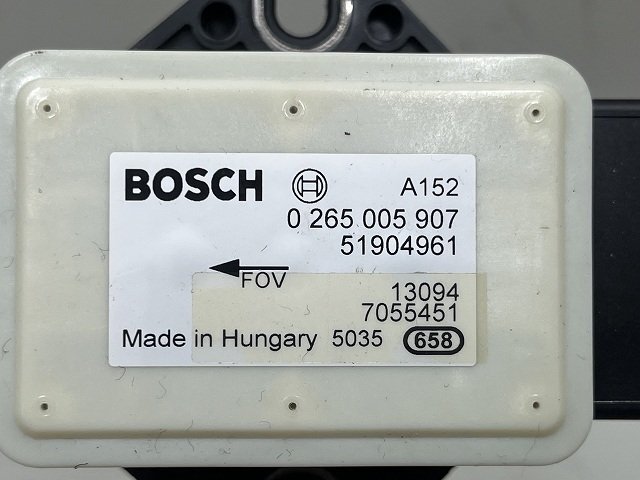 BOSCH A152
0 265 005 907
51904961
FOV
13094
7055451
Made in Hungary 5035 658